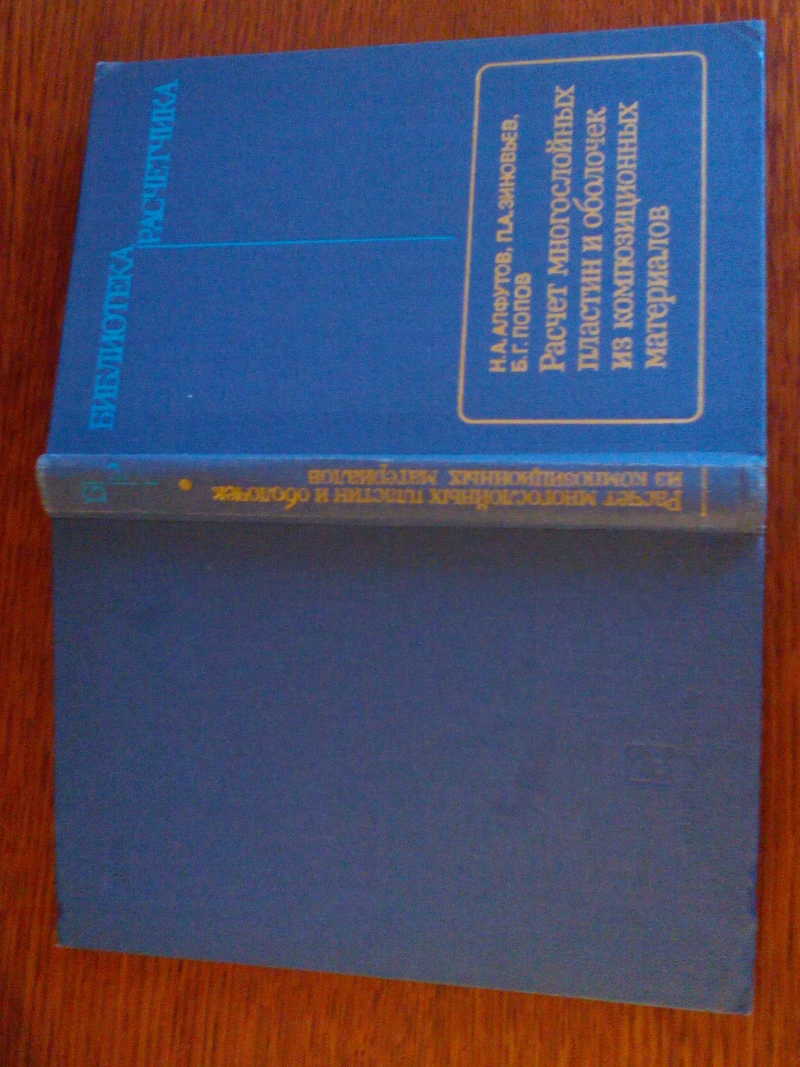 БИБЛИОТЕКА
РАСЧЕТЧИКА
Н.А.АЛФУТОВ, П.А.ЗИНОВЬЕВ,
Б.Г. ПОПОВ
Расчет многослойных
пластин и оболочек
из композиционных
материалов
Расчет многослойных пластин и оболочек
из композиционных материалов